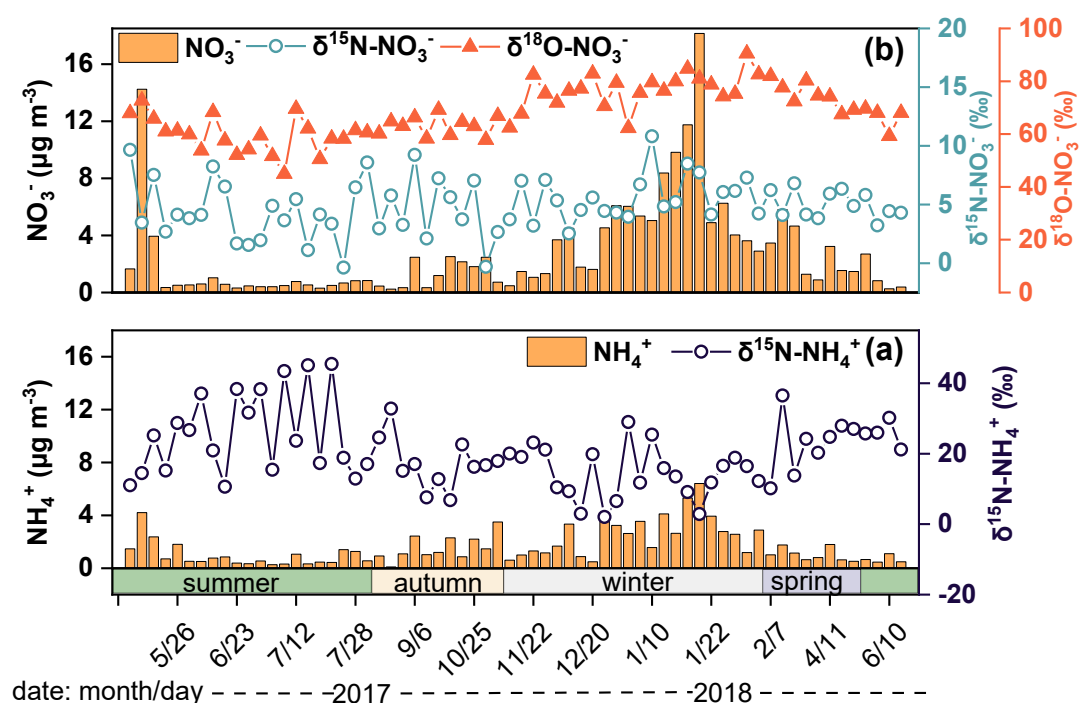 NO₃⁻ δ¹⁵N-NO₃⁻ δ¹⁸O-NO₃⁻ (b)
NO₃⁻ (μg m⁻³)
16
12
8
4
0
20
15
10
5
0
δ¹⁵N-NO₃⁻ (‰)
100
80
60
40
20
0
δ¹⁸O-NO₃⁻ (‰)
NH₄⁺ δ¹⁵N-NH₄⁺ (a)
NH₄⁺ (μg m⁻³)
16
12
8
4
0
40
20
0
-20
δ¹⁵N-NH₄⁺ (‰)
summer autumn winter spring
5/26 6/23 7/12 7/28 9/6 10/25 11/22 12/20 1/10 1/22 2/7 4/11 6/10
date: month/day 2017 2018